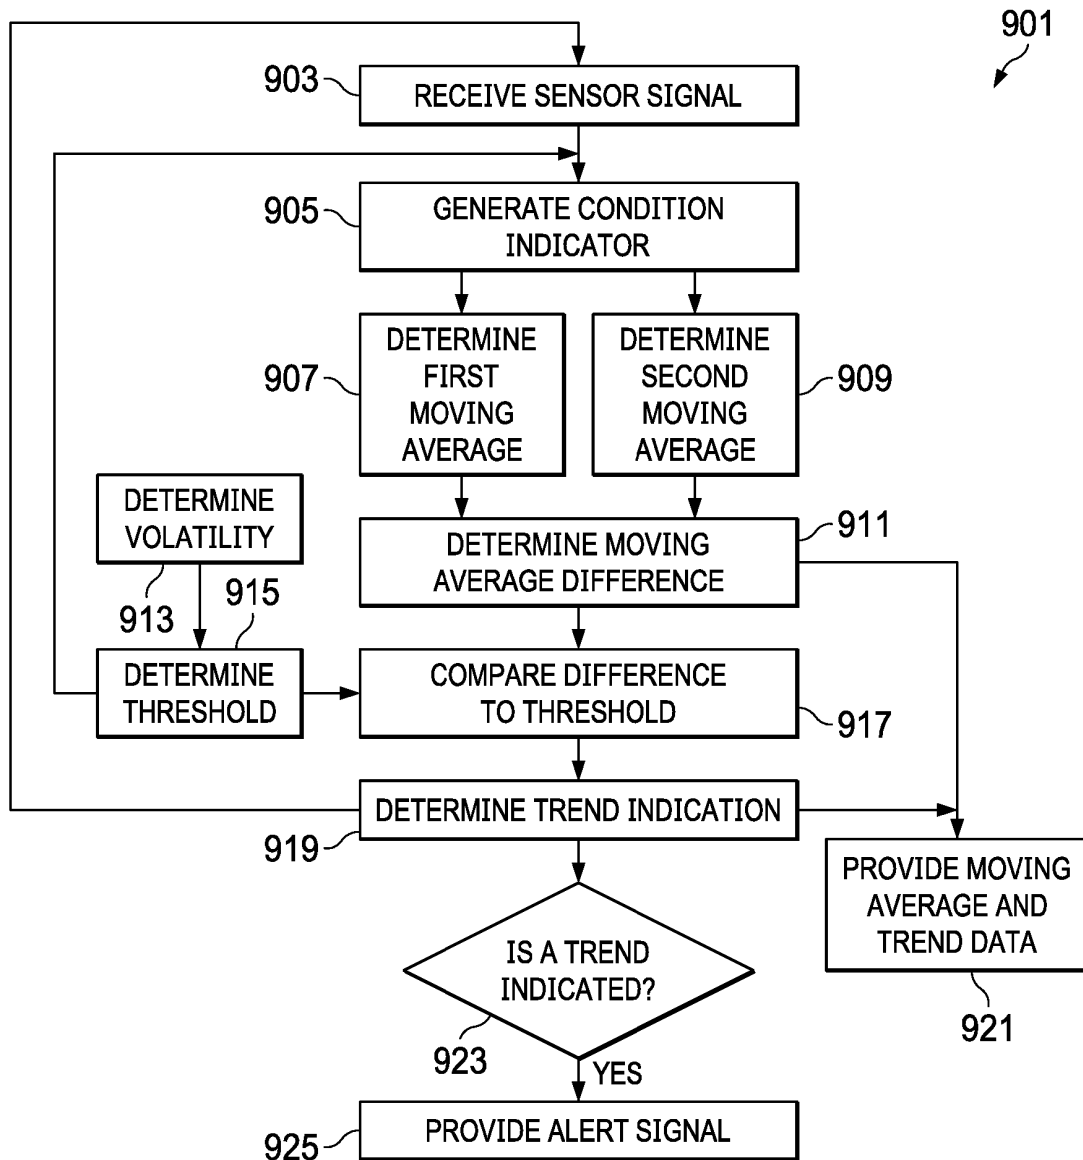 901
903
RECEIVE SENSOR SIGNAL
905
GENERATE CONDITION
INDICATOR
907
DETERMINE
FIRST
MOVING
AVERAGE
DETERMINE
SECOND
MOVING
AVERAGE
909
DETERMINE
VOLATILITY
913
911
DETERMINE MOVING
AVERAGE DIFFERENCE
915
DETERMINE
THRESHOLD
COMPARE DIFFERENCE
TO THRESHOLD
917
DETERMINE TREND INDICATION
919
PROVIDE MOVING
AVERAGE AND
TREND DATA
921
IS A TREND
INDICATED?
923
YES
925
PROVIDE ALERT SIGNAL